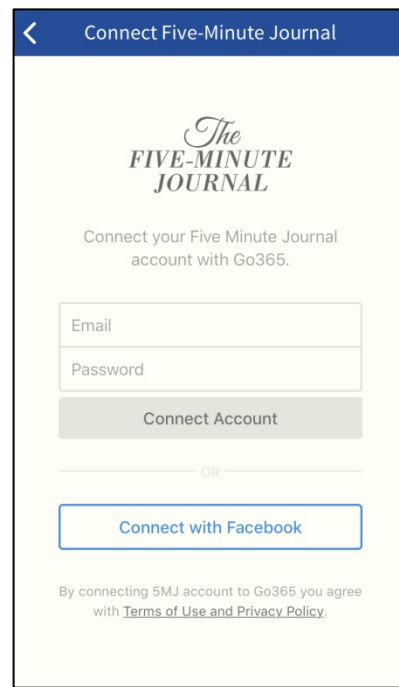 Connect Five-Minute Journal
The
FIVE-MINUTE
JOURNAL
Connect your Five Minute Journal
account with Go365.
Email
Password
Connect Account
OR
Connect with Facebook
By connecting 5MJ account to Go365 you agree
with Terms of Use and Privacy Policy.